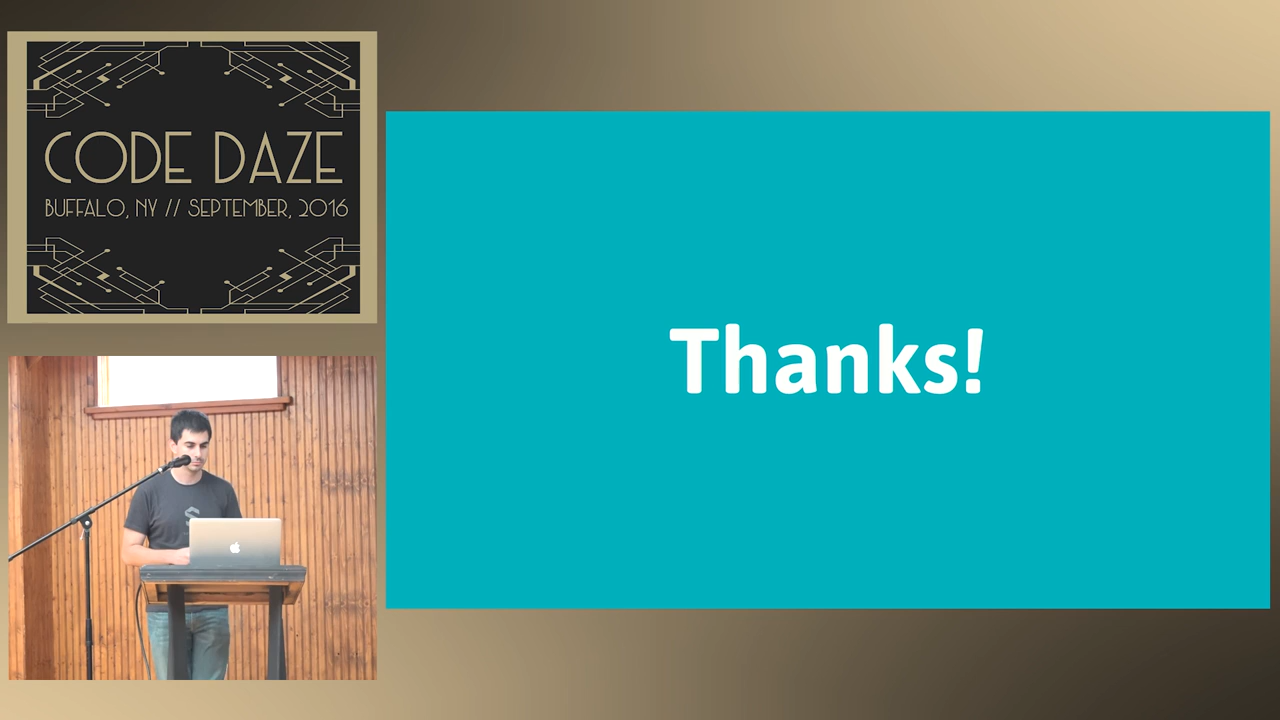 CODE DAZE
BUFFALO, NY // SEPTEMBER, 2016
Thanks!